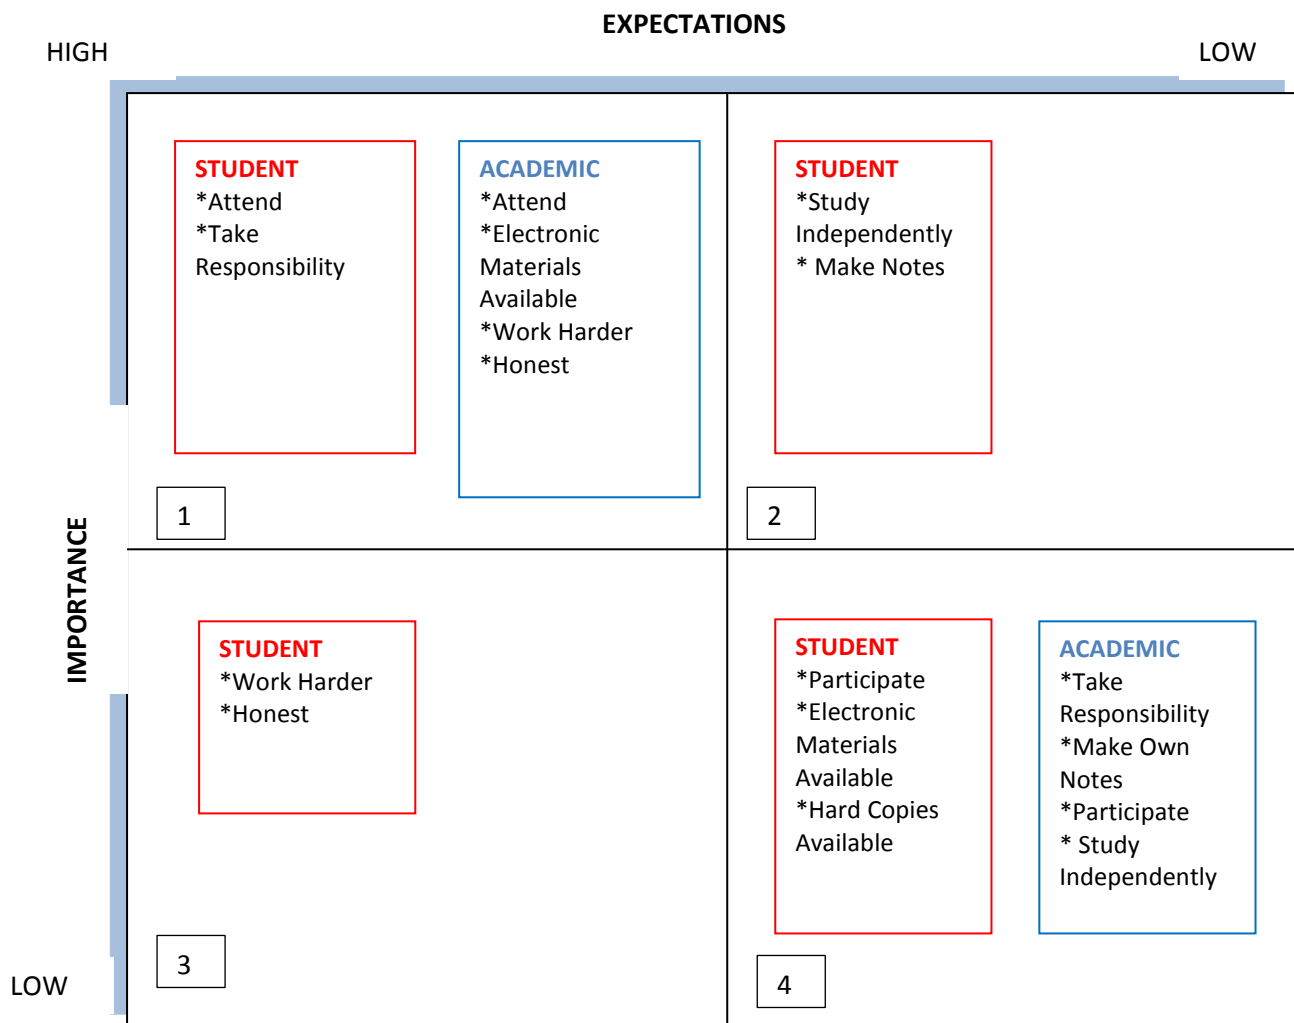 EXPECTATIONS
HIGH
LOW
STUDENT
*Attend
*Take
Responsibility
ACADEMIC
*Attend
*Electronic
Materials
Available
*Work Harder
*Honest
STUDENT
*Study
Independently
* Make Notes
1
2
IMPORTANCE
STUDENT
*Work Harder
*Honest
STUDENT
*Participate
*Electronic
Materials
Available
*Hard Copies
Available
ACADEMIC
*Take
Responsibility
*Make Own
Notes
*Participate
* Study
Independently
3
4
LOW